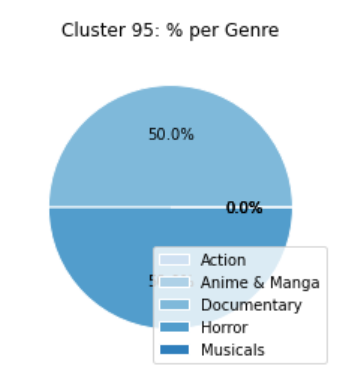 Cluster 95: % per Genre
50.0%
0.0%
Action
Anime & Manga
Documentary
Horror
Musicals